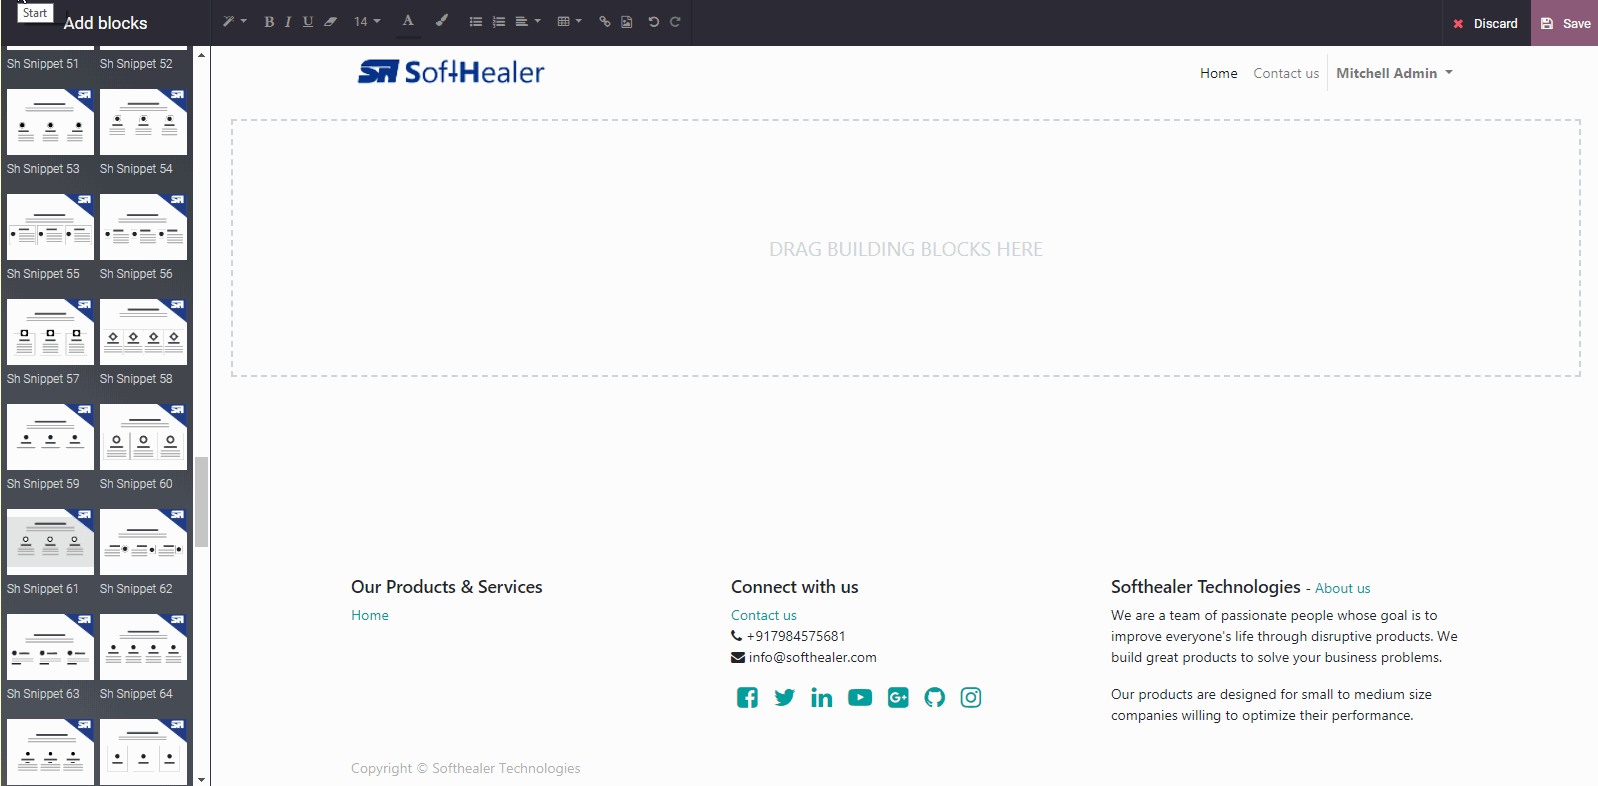 Start
Add blocks
B I U 14 A
Discard
Save
Sh Snippet 51
Sh Snippet 52
Sh Snippet 53
Sh Snippet 54
Sh Snippet 55
Sh Snippet 56
Sh Snippet 57
Sh Snippet 58
Sh Snippet 59
Sh Snippet 60
Sh Snippet 61
Sh Snippet 62
Sh Snippet 63
Sh Snippet 64
SoftHealer
Home
Contact us
Mitchell Admin
DRAG BUILDING BLOCKS HERE
Our Products & Services
Home
Connect with us
Contact us
+917984575681
info@softhealer.com
Softhealer Technologies - About us
We are a team of passionate people whose goal is to
improve everyone's life through disruptive products. We
build great products to solve your business problems.
Our products are designed for small to medium size
companies willing to optimize their performance.
Copyright © Softhealer Technologies